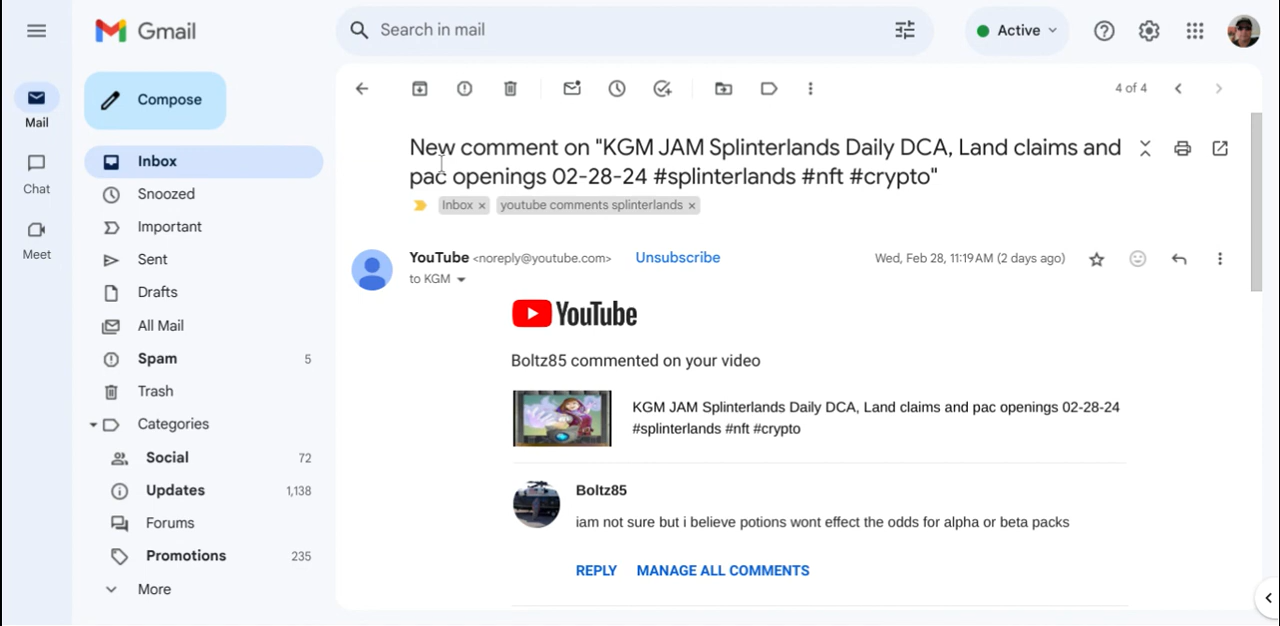 Gmail
Search in mail
Active
Compose
Mail
Chat
Meet
Inbox
Snoozed
Important
Sent
Drafts
All Mail
Spam 5
Trash
Categories
Social 72
Updates 1,138
Forums
Promotions 235
More
4 of 4
New comment on "KGM JAM Splinterlands Daily DCA, Land claims and
pac openings 02-28-24 #splinterlands #nft #crypto"
Inbox x youtube comments splinterlands x
YouTube <noreply@youtube.com> Unsubscribe Wed, Feb 28, 11:19 AM (2 days ago)
to KGM
YouTube
Boltz85 commented on your video
KGM JAM Splinterlands Daily DCA, Land claims and pac openings 02-28-24
#splinterlands #nft #crypto
Boltz85
iam not sure but i believe potions wont effect the odds for alpha or beta packs
REPLY MANAGE ALL COMMENTS